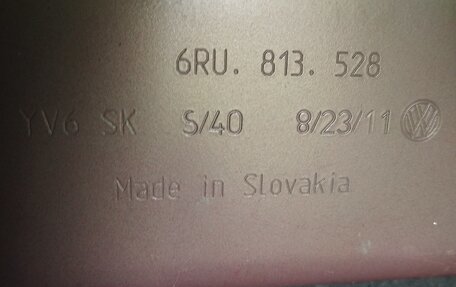 6RU. 813. 528
YV6 SK S/40 8/23/11
Made in Slovakia